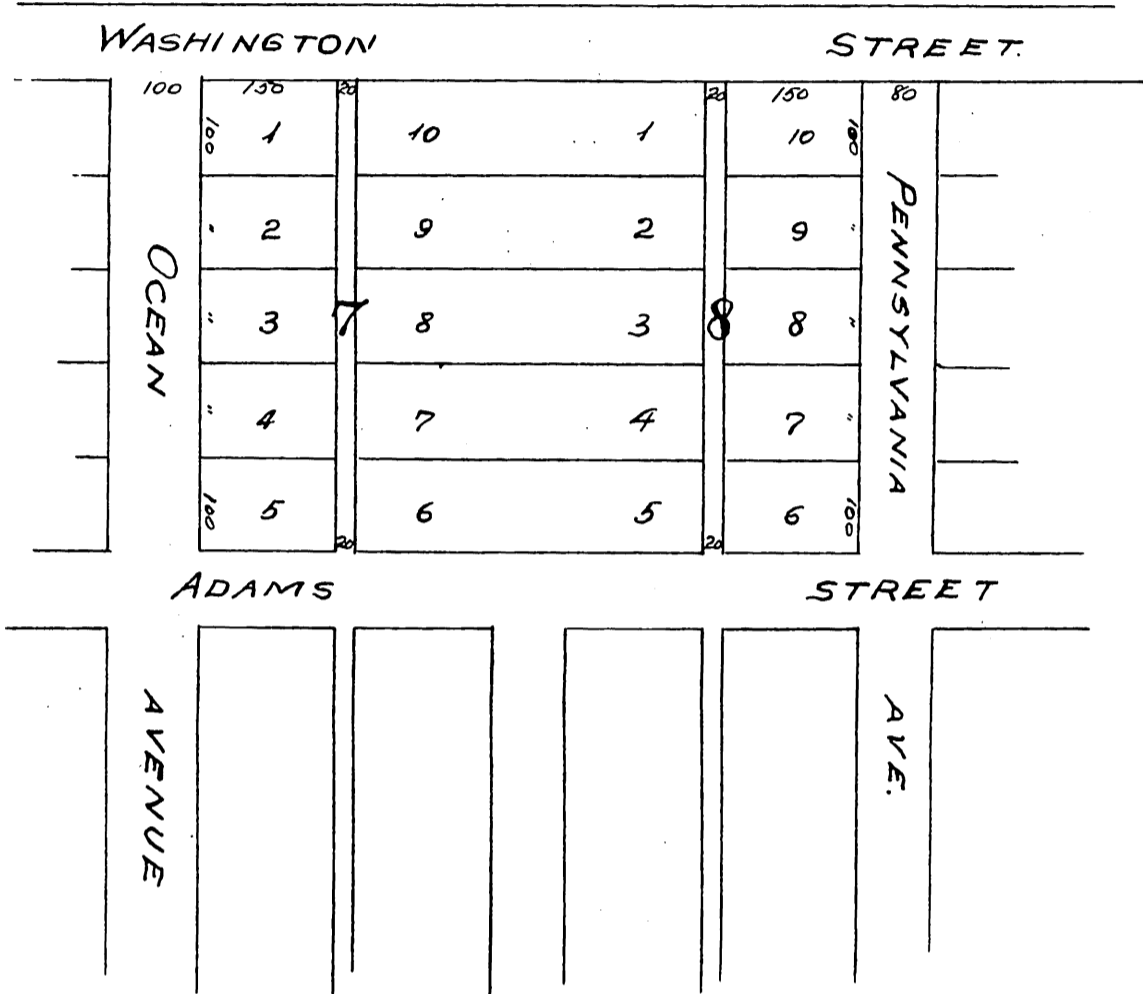 WASHINGTON STREET.
100 150 20 20 150 80
100 1 10 1 10 100
" 2 9 2 9 "
" 3 7 8 3 8 8 "
" 4 7 4 7 "
100 5 6 5 6 100
20 20
OCEAN
PENNSYLVANIA
ADAMS STREET
AVENUE
AVE.